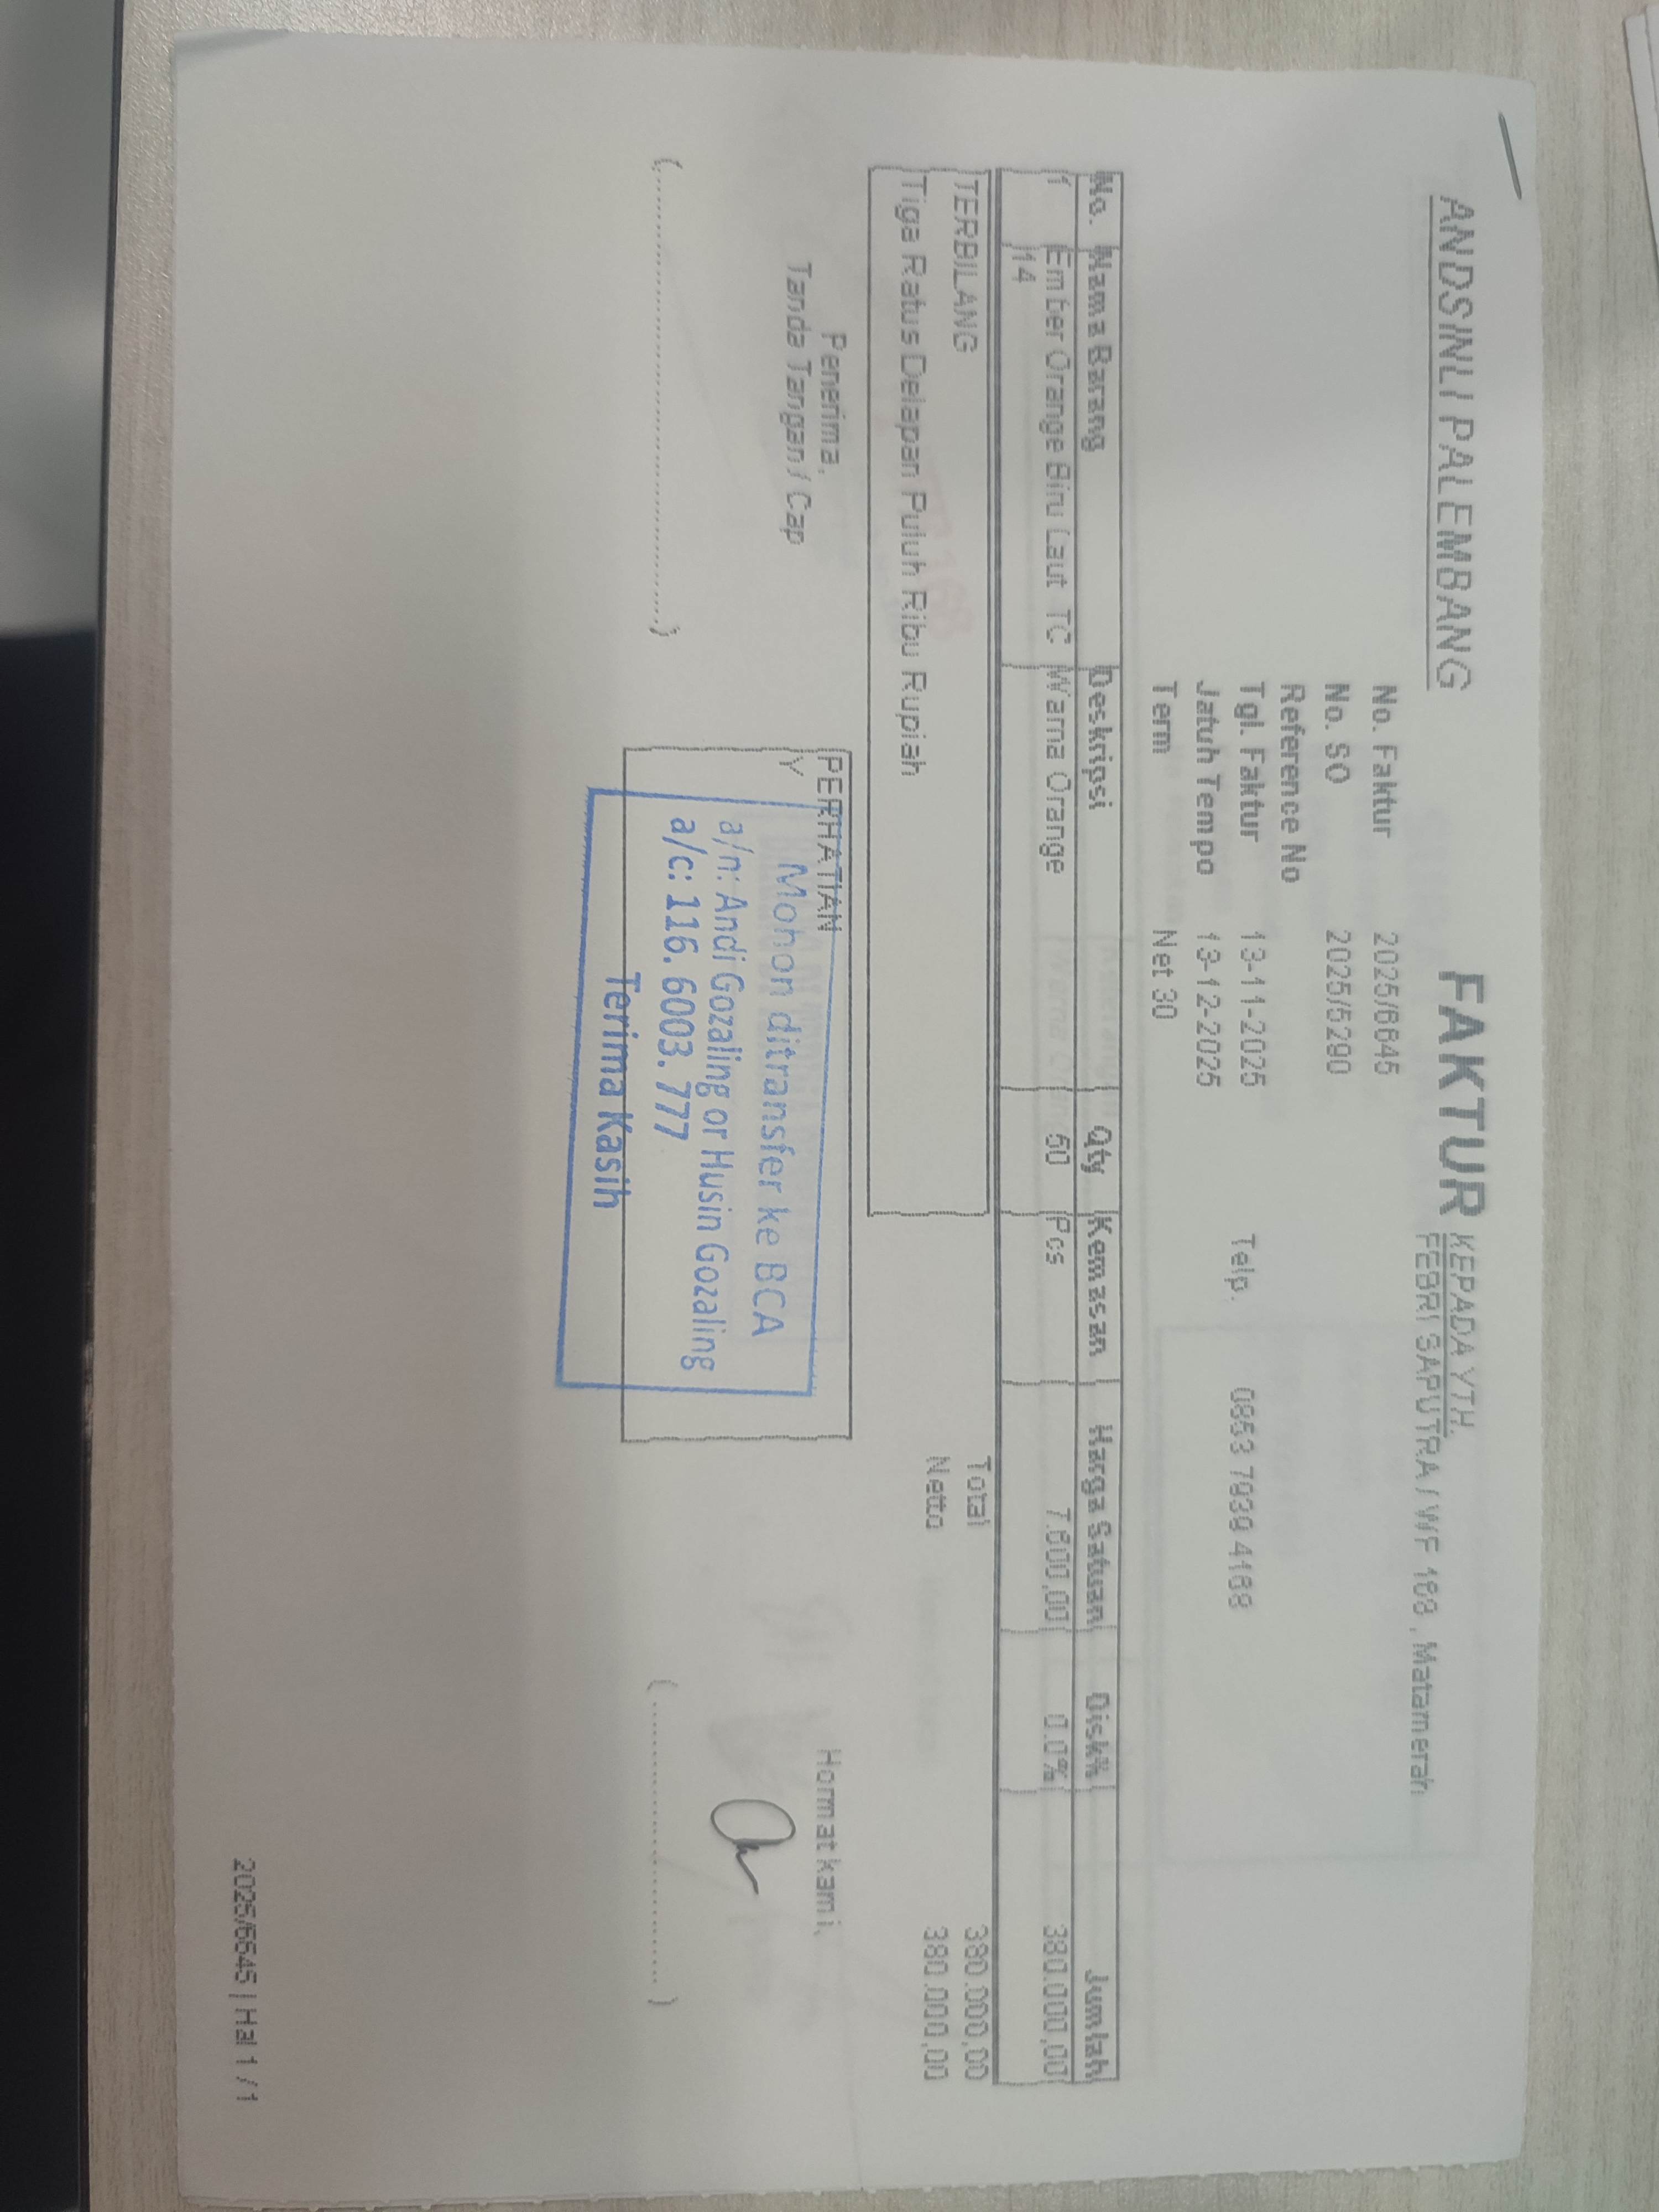 ANDSINLI PALEMBANG
FAKTUR
KEPADA YTH.
FEBRI SAPUTRA / WF 168 , Matamerah
No. Faktur 2025/6645
No. SO 2025/5290
Reference No
Tgl. Faktur 13-11-2025
Telp. 0853 7939 4168
Jatuh Tempo 13-12-2025
Term Net 30
No. Nama Barang Deskripsi Qty Kemasan Harga Satuan Disk% Jumlah
1 Ember Orange Biru Laut TC Warna Orange 50 Pcs 7.600,00 0.0% 380.000,00
14
TERBILANG
Tiga Ratus Delapan Puluh Ribu Rupiah
Total 380.000,00
Netto 380.000,00
Penerima,
Tanda Tangan / Cap
PERHATIAN
Y
Mohon ditransfer ke BCA
a/n: Andi Gozaling or Husin Gozaling
a/c: 116. 6003. 777
Terima Kasih
Hormat kami,
2025/6645 | Hal 1 / 1